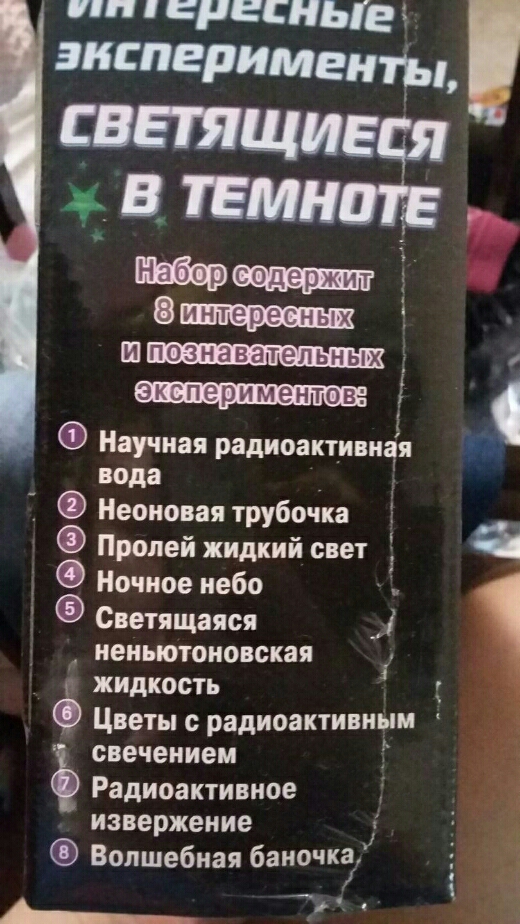 интересные
эксперименты,
СВЕТЯЩИЕСЯ
В ТЕМНОТЕ
Набор содержит
8 интересных
и познавательных
экспериментов:
1 Научная радиоактивная
вода
2 Неоновая трубочка
3 Пролей жидкий свет
4 Ночное небо
5 Светящаяся
неньютоновская
жидкость
6 Цветы с радиоактивным
свечением
7 Радиоактивное
извержение
8 Волшебная баночка